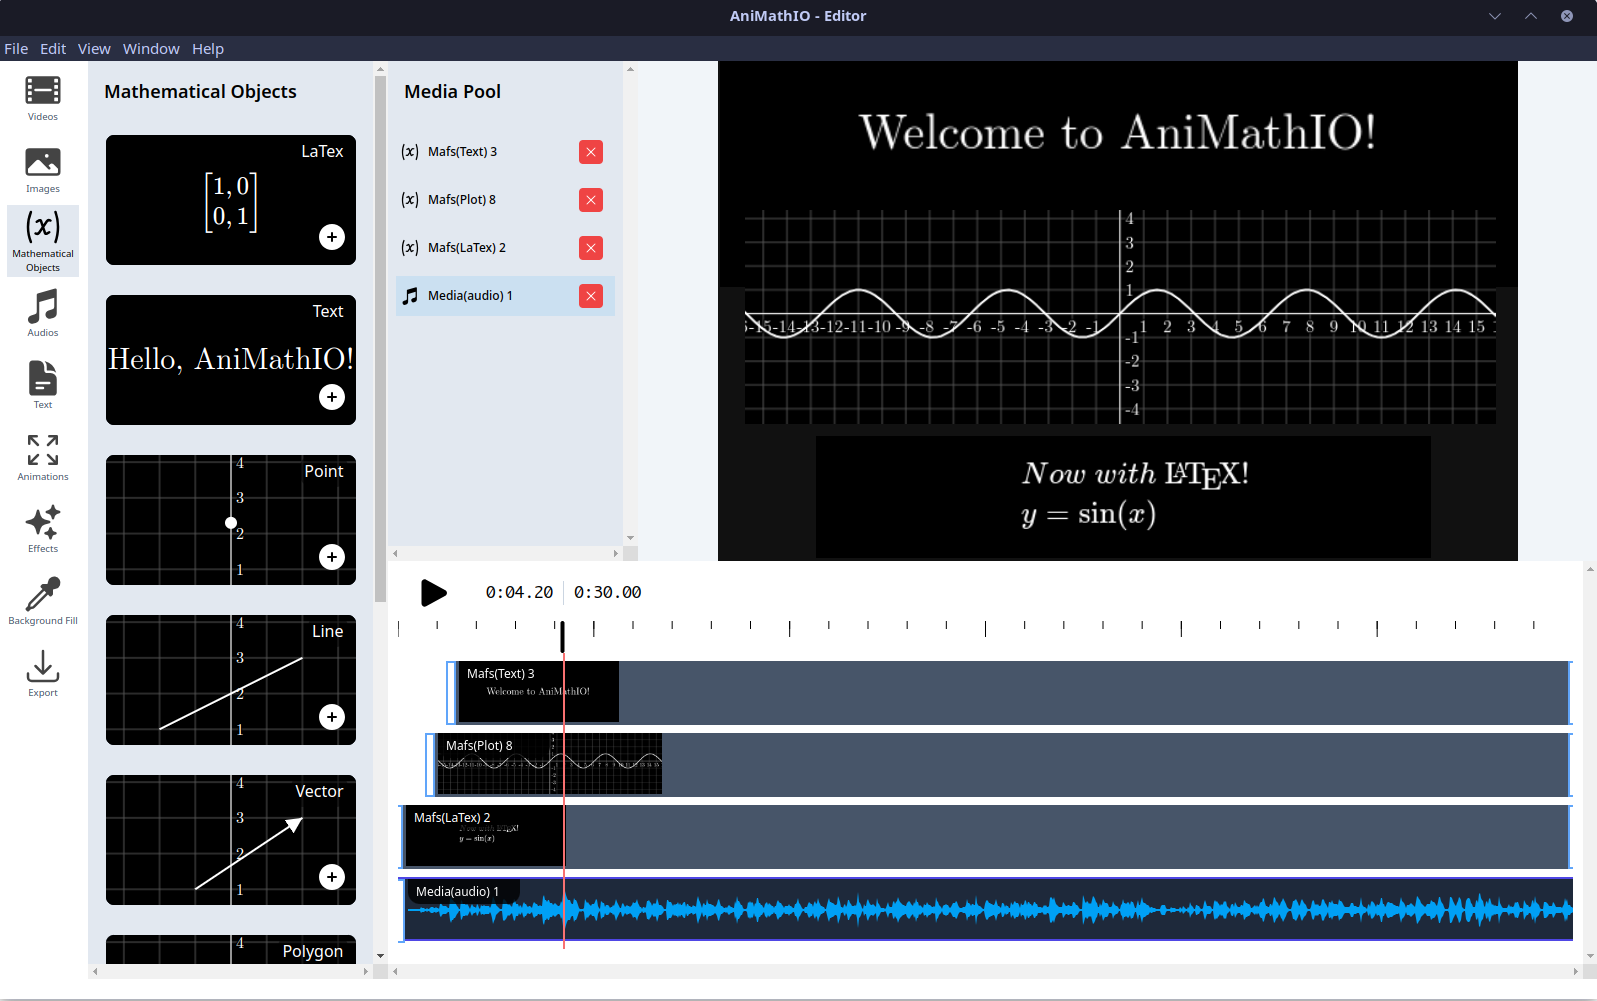 AniMathIO - Editor
File Edit View Window Help
Videos
Images
(x)
Mathematical
Objects
Audios
Text
Animations
Effects
Background Fill
Export
Mathematical Objects
LaTex
[1, 0
0, 1]
Text
Hello, AniMathIO!
Point
4
3
2
1
Line
4
3
2
1
Vector
4
3
2
1
Polygon
4
Media Pool
(x) Mafs(Text) 3
(x) Mafs(Plot) 8
(x) Mafs(LaTex) 2
Media(audio) 1
Welcome to AniMathIO!
4
3
2
1
-15 -14 -13 -12 -11 -10 -9 -8 -7 -6 -5 -4 -3 -2 -1 1 2 3 4 5 6 7 8 9 10 11 12 13 14 15
-1
-2
-3
-4
Now with LATEX!
y = sin(x)
0:04.20 0:30.00
Mafs(Text) 3
Welcome to AniMathIO!
Mafs(Plot) 8
Mafs(LaTex) 2
y = sin(x)
Media(audio) 1